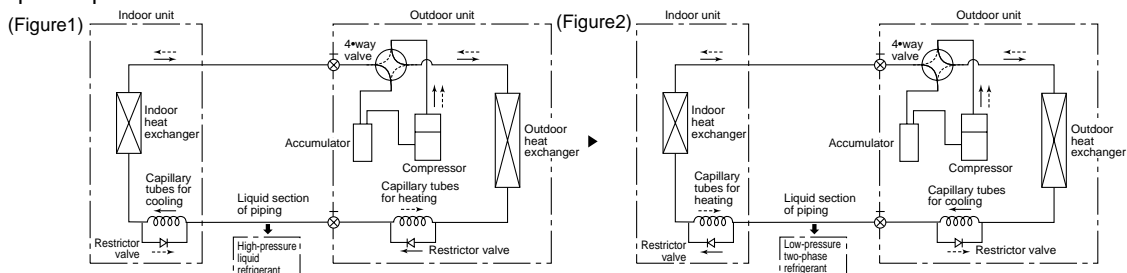 (Figure1)
Indoor unit
Outdoor unit
4•way
valve
Indoor
heat
exchanger
Accumulator
Compressor
Outdoor
heat
exchanger
Capillary
tubes for
cooling
Liquid section
of piping
Capillary tubes
for heating
Restrictor
valve
High-pressure
liquid
refrigerant
Restrictor valve
(Figure2)
Indoor unit
Outdoor unit
4•way
valve
Indoor
heat
exchanger
Accumulator
Compressor
Outdoor
heat
exchanger
Capillary
tubes for
heating
Liquid section
of piping
Capillary tubes
for cooling
Restrictor
valve
Low-pressure
two-phase
refrigerant
Restrictor valve